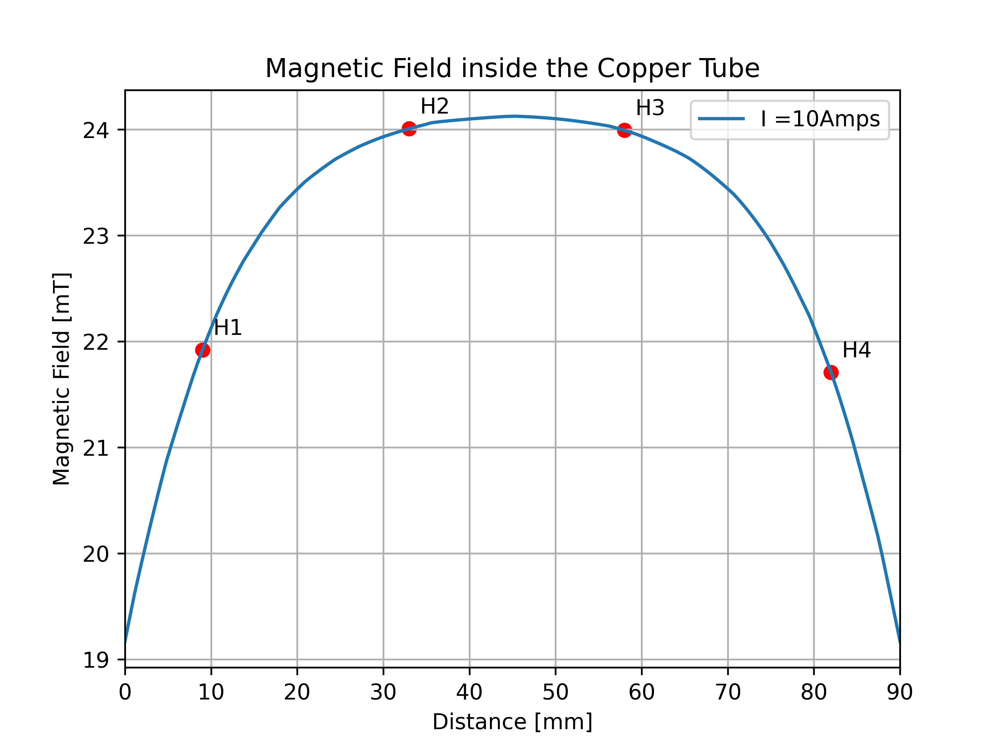 Magnetic Field inside the Copper Tube
H2
H3
I =10Amps
H1
H4
Magnetic Field [mT]
24
23
22
21
20
19
0 10 20 30 40 50 60 70 80 90
Distance [mm]